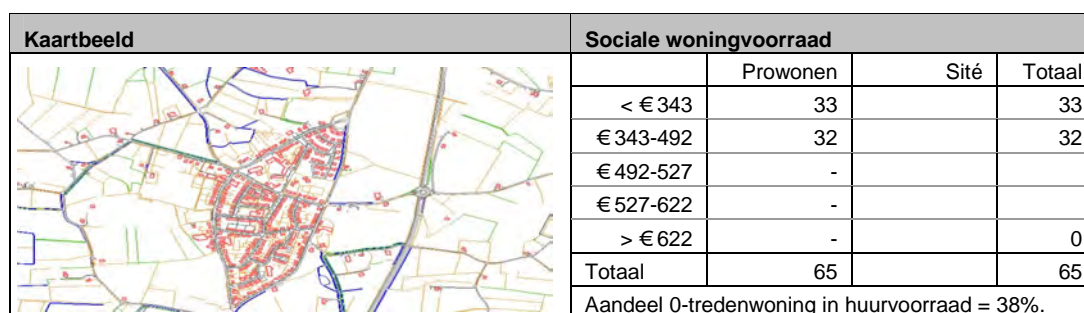 Kaartbeeld
Sociale woningvoorraad
Prowonen Sité Totaal
< € 343 33 33
€ 343-492 32 32
€ 492-527 -
€ 527-622 -
> € 622 - 0
Totaal 65 65
Aandeel 0-tredenwoning in huurvoorraad = 38%.